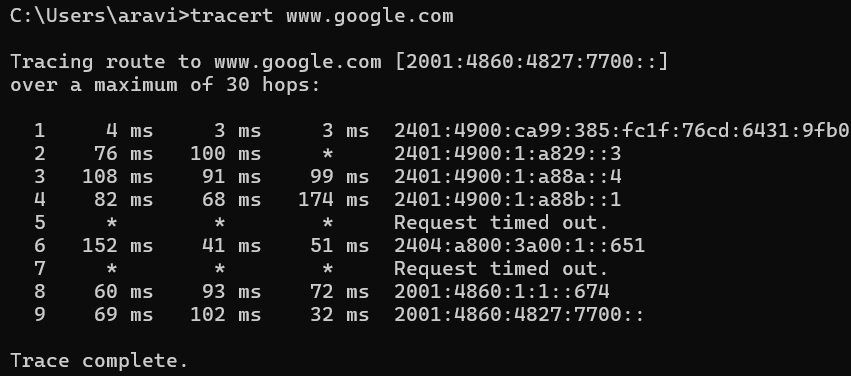 C:\Users\aravi>tracert www.google.com
Tracing route to www.google.com [2001:4860:4827:7700::]
over a maximum of 30 hops:
1 4 ms 3 ms 3 ms 2401:4900:ca99:385:fc1f:76cd:6431:9fb0
2 76 ms 100 ms * 2401:4900:1:a829::3
3 108 ms 91 ms 99 ms 2401:4900:1:a88a::4
4 82 ms 68 ms 174 ms 2401:4900:1:a88b::1
5 * * * Request timed out.
6 152 ms 41 ms 51 ms 2404:a800:3a00:1::651
7 * * * Request timed out.
8 60 ms 93 ms 72 ms 2001:4860:1:1::674
9 69 ms 102 ms 32 ms 2001:4860:4827:7700::
Trace complete.